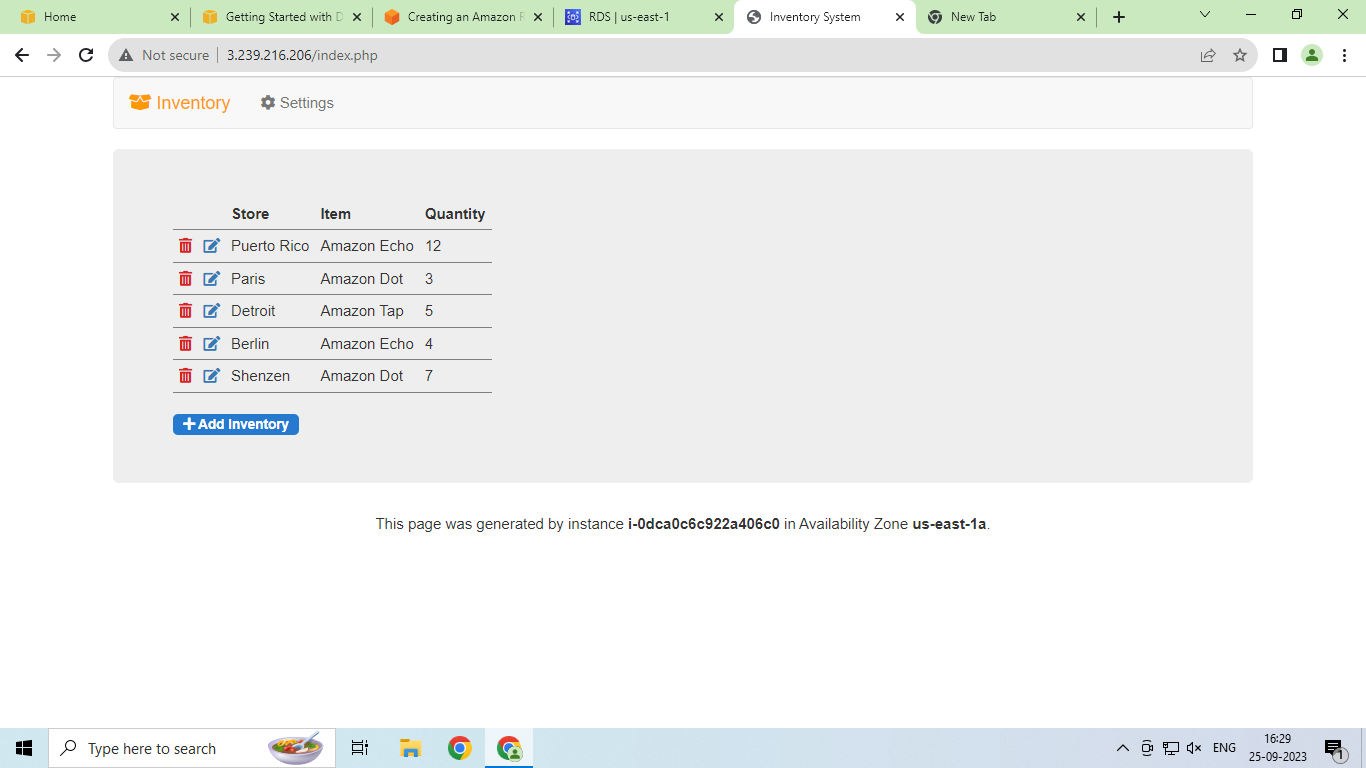 Home
Getting Started with D
Creating an Amazon R
RDS | us-east-1
Inventory System
New Tab
Not secure
3.239.216.206/index.php
Inventory
Settings
Store Item Quantity
Puerto Rico Amazon Echo 12
Paris Amazon Dot 3
Detroit Amazon Tap 5
Berlin Amazon Echo 4
Shenzen Amazon Dot 7
Add Inventory
This page was generated by instance i-0dca0c6c922a406c0 in Availability Zone us-east-1a.
Type here to search
ENG
16:29
25-09-2023
1